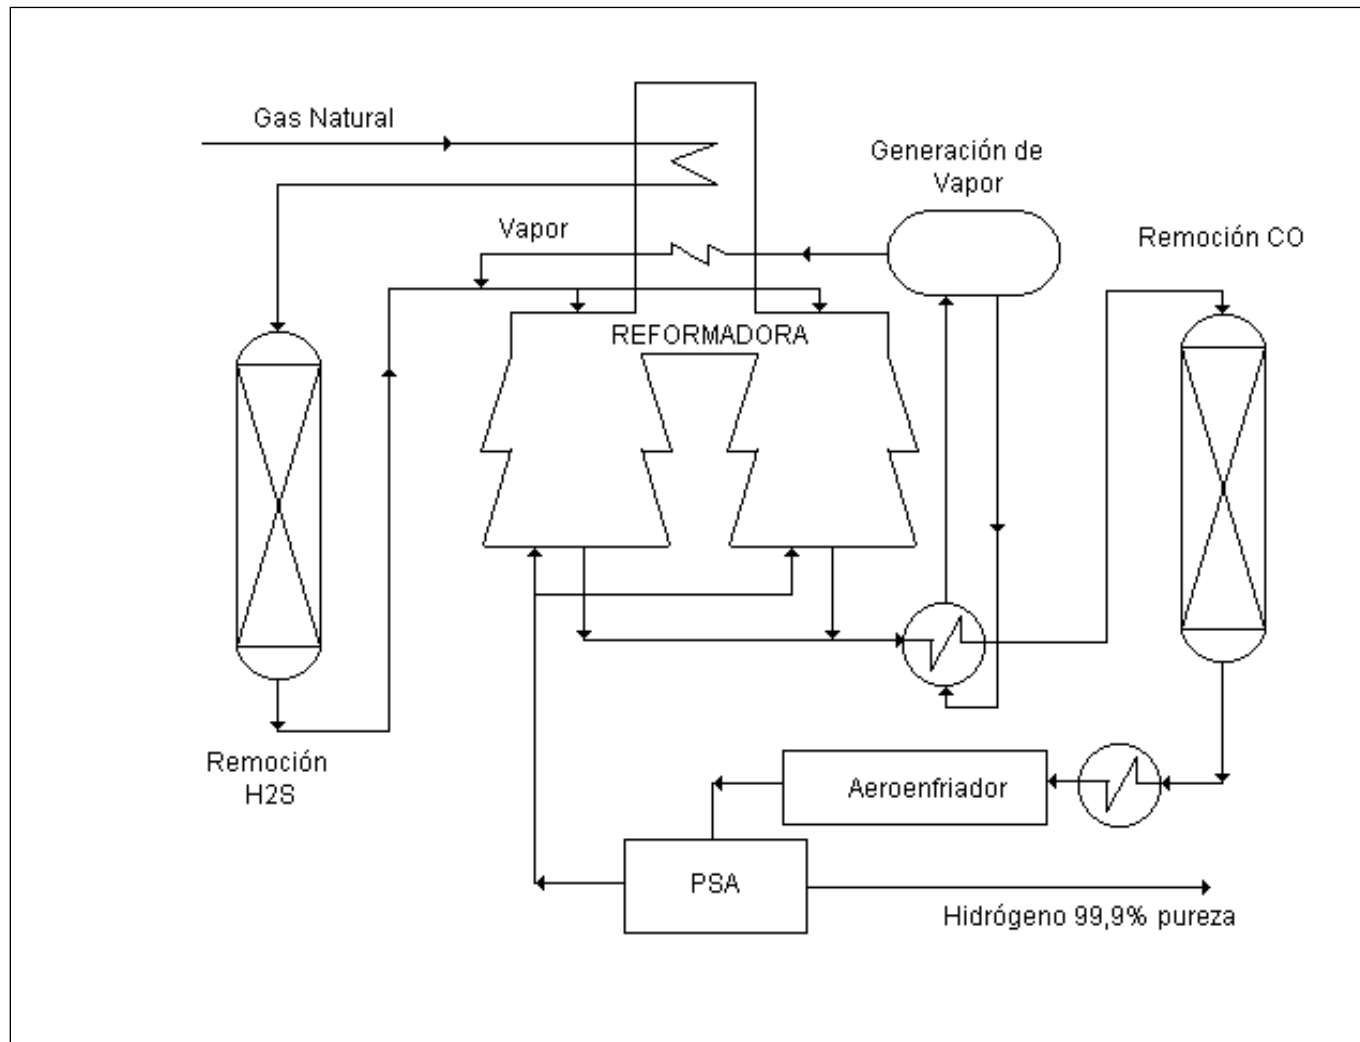 Gas Natural
Generación de
Vapor
Vapor
Remoción CO
REFORMADORA
Remoción
H2S
Aeroenfriador
PSA
Hidrógeno 99,9% pureza